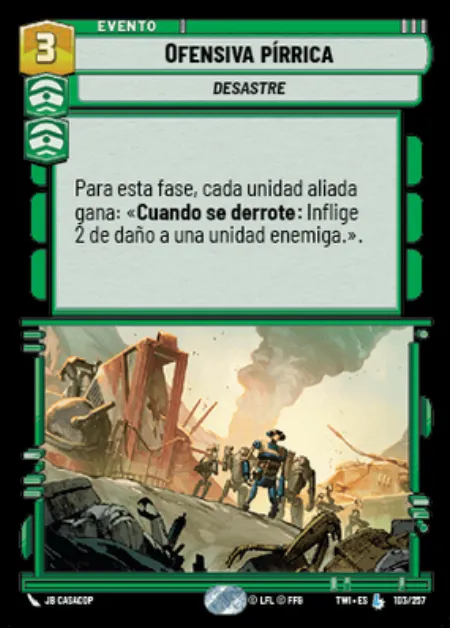 EVENTO
3
OFENSIVA PÍRRICA
DESASTRE
Para esta fase, cada unidad aliada
gana: «Cuando se derrote: Inflige
2 de daño a una unidad enemiga.».
JB CASACOP
© LFL © FFG
TWI • ES L 103/257